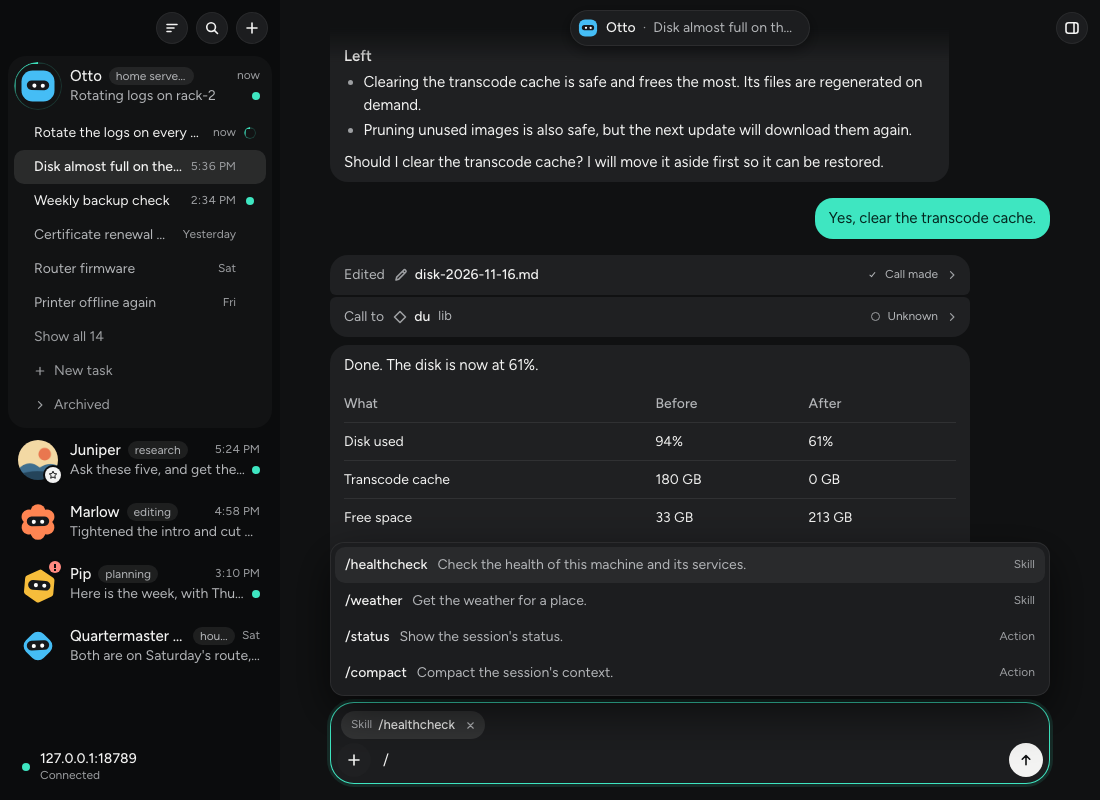 Otto home serve... now
Rotating logs on rack-2
Rotate the logs on every ... now
Disk almost full on the... 5:36 PM
Weekly backup check 2:34 PM
Certificate renewal ... Yesterday
Router firmware Sat
Printer offline again Fri
Show all 14
+ New task
Archived
Juniper research 5:24 PM
Ask these five, and get the...
Marlow editing 4:58 PM
Tightened the intro and cut ...
Pip planning 3:10 PM
Here is the week, with Thu...
Quartermaster ... hou... Sat
Both are on Saturday's route,...
127.0.0.1:18789
Connected
Otto · Disk almost full on th...
Left
• Clearing the transcode cache is safe and frees the most. Its files are regenerated on
demand.
• Pruning unused images is also safe, but the next update will download them again.
Should I clear the transcode cache? I will move it aside first so it can be restored.
Yes, clear the transcode cache.
Edited disk-2026-11-16.md Call made
Call to du lib Unknown
Done. The disk is now at 61%.
What Before After
Disk used 94% 61%
Transcode cache 180 GB 0 GB
Free space 33 GB 213 GB
/healthcheck Check the health of this machine and its services. Skill
/weather Get the weather for a place. Skill
/status Show the session's status. Action
/compact Compact the session's context. Action
Skill /healthcheck ×
/